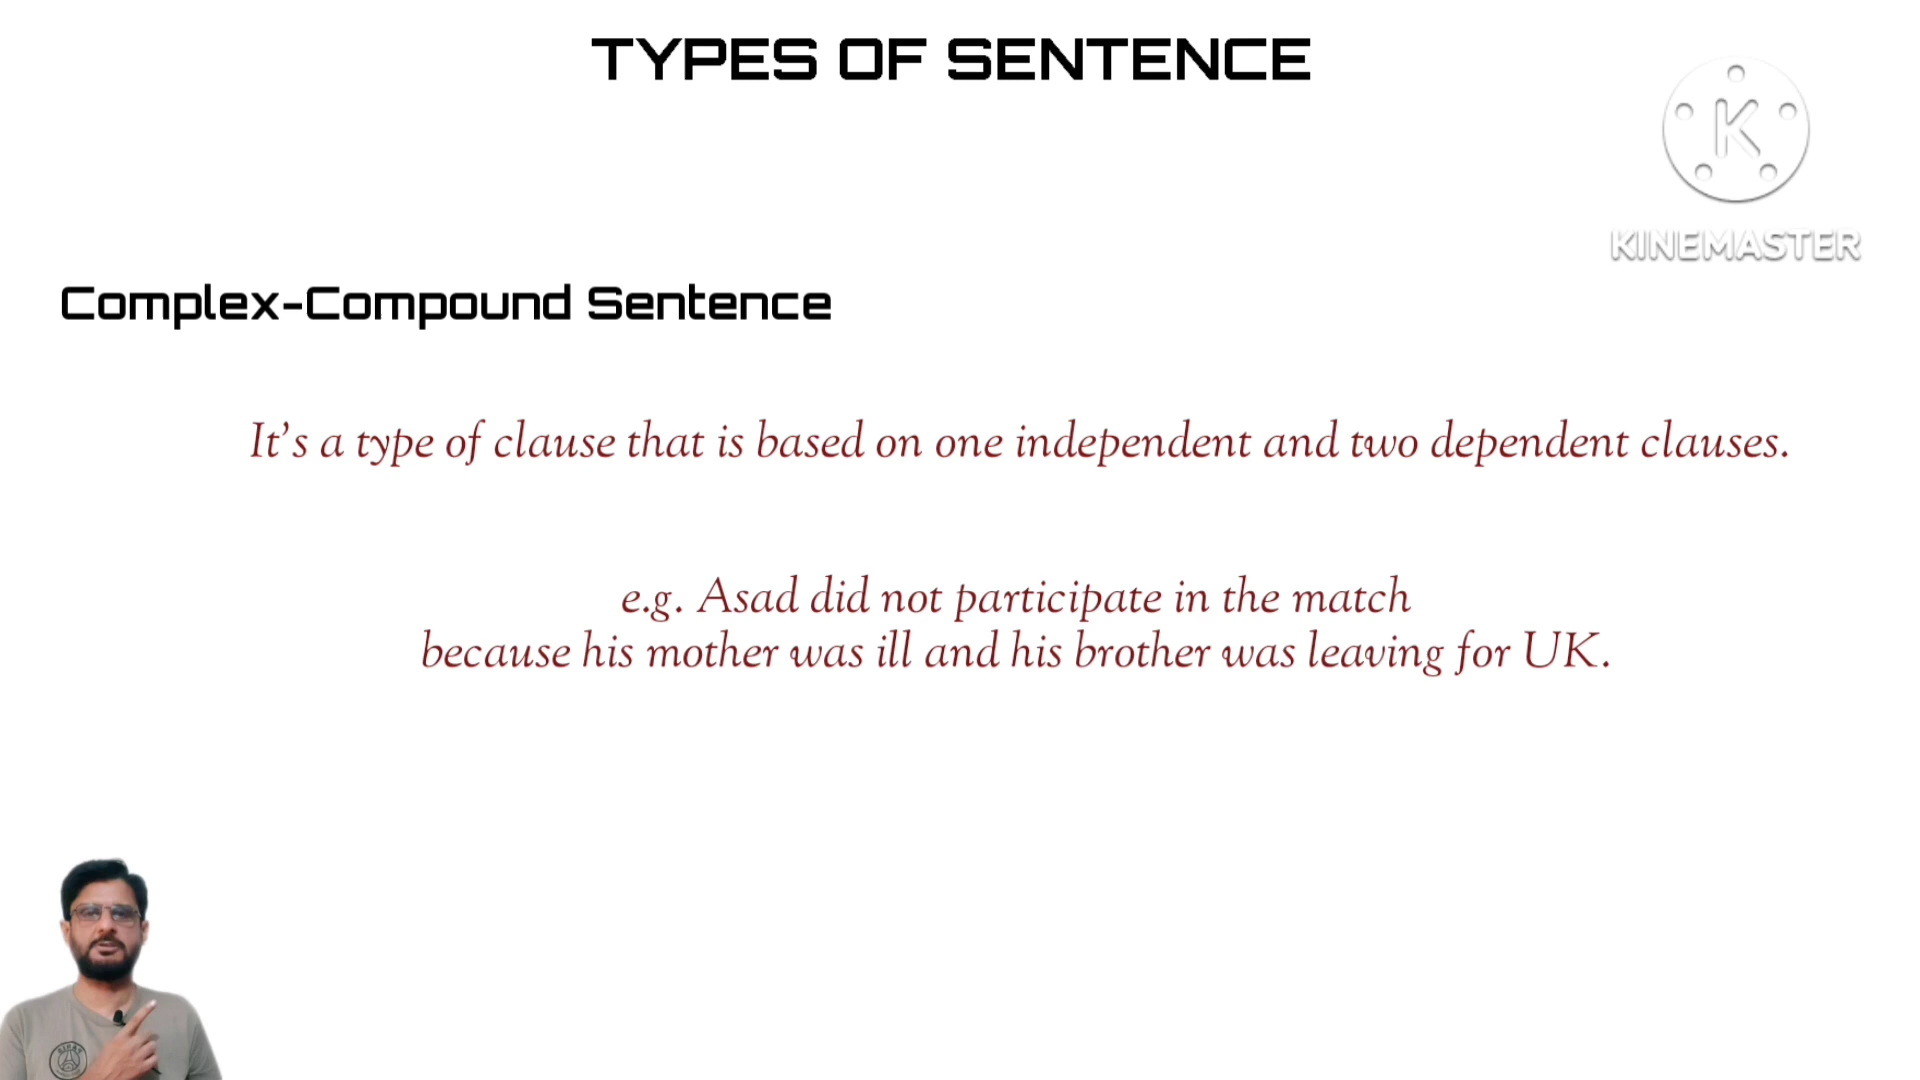 TYPES OF SENTENCE
K
KINEMASTER
Complex-Compound Sentence
It's a type of clause that is based on one independent and two dependent clauses.
e.g. Asad did not participate in the match
because his mother was ill and his brother was leaving for UK.